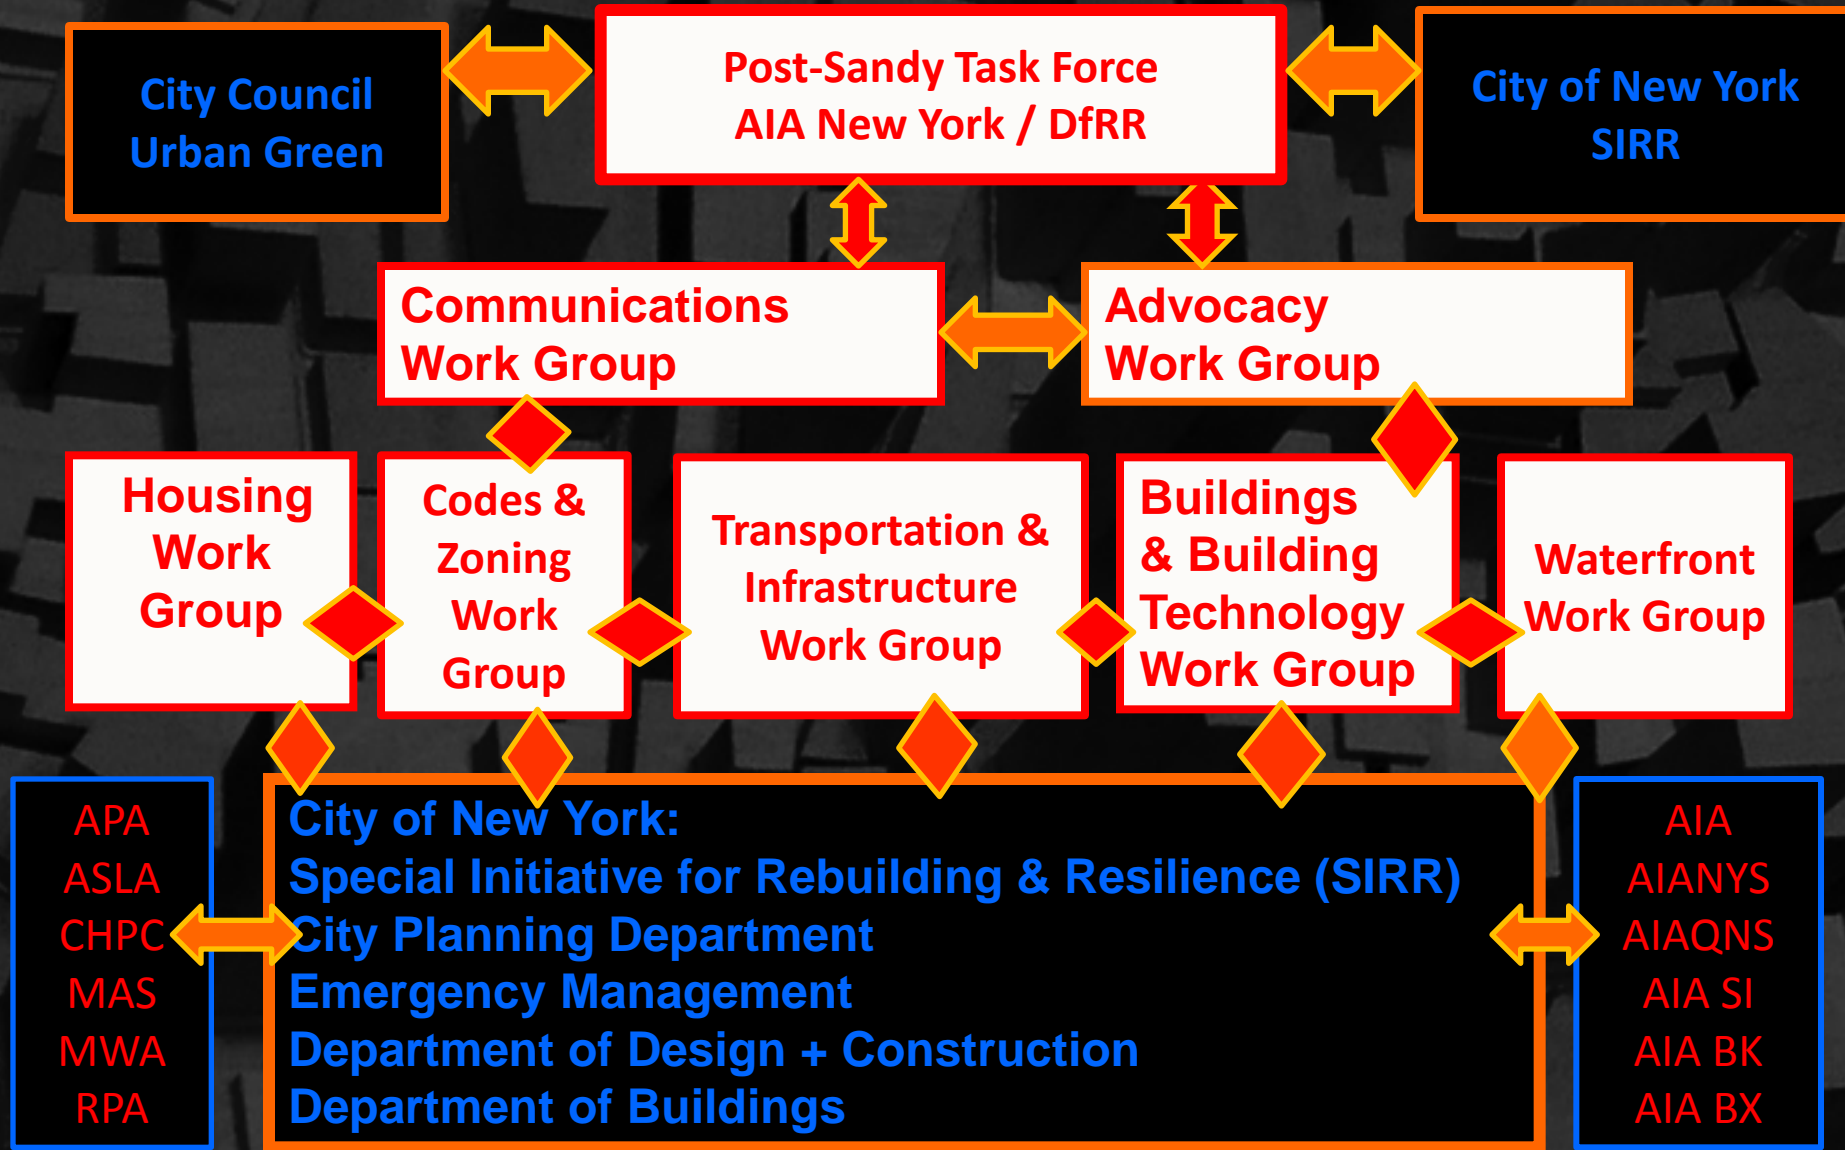 City Council
Urban Green
Post-Sandy Task Force
AIA New York / DfRR
City of New York
SIRR
Communications
Work Group
Advocacy
Work Group
Housing
Work
Group
Codes &
Zoning
Work
Group
Transportation &
Infrastructure
Work Group
Buildings
& Building
Technology
Work Group
Waterfront
Work Group
APA
ASLA
CHPC
MAS
MWA
RPA
City of New York:
Special Initiative for Rebuilding & Resilience (SIRR)
City Planning Department
Emergency Management
Department of Design + Construction
Department of Buildings
AIA
AIANYS
AIAQNS
AIA SI
AIA BK
AIA BX